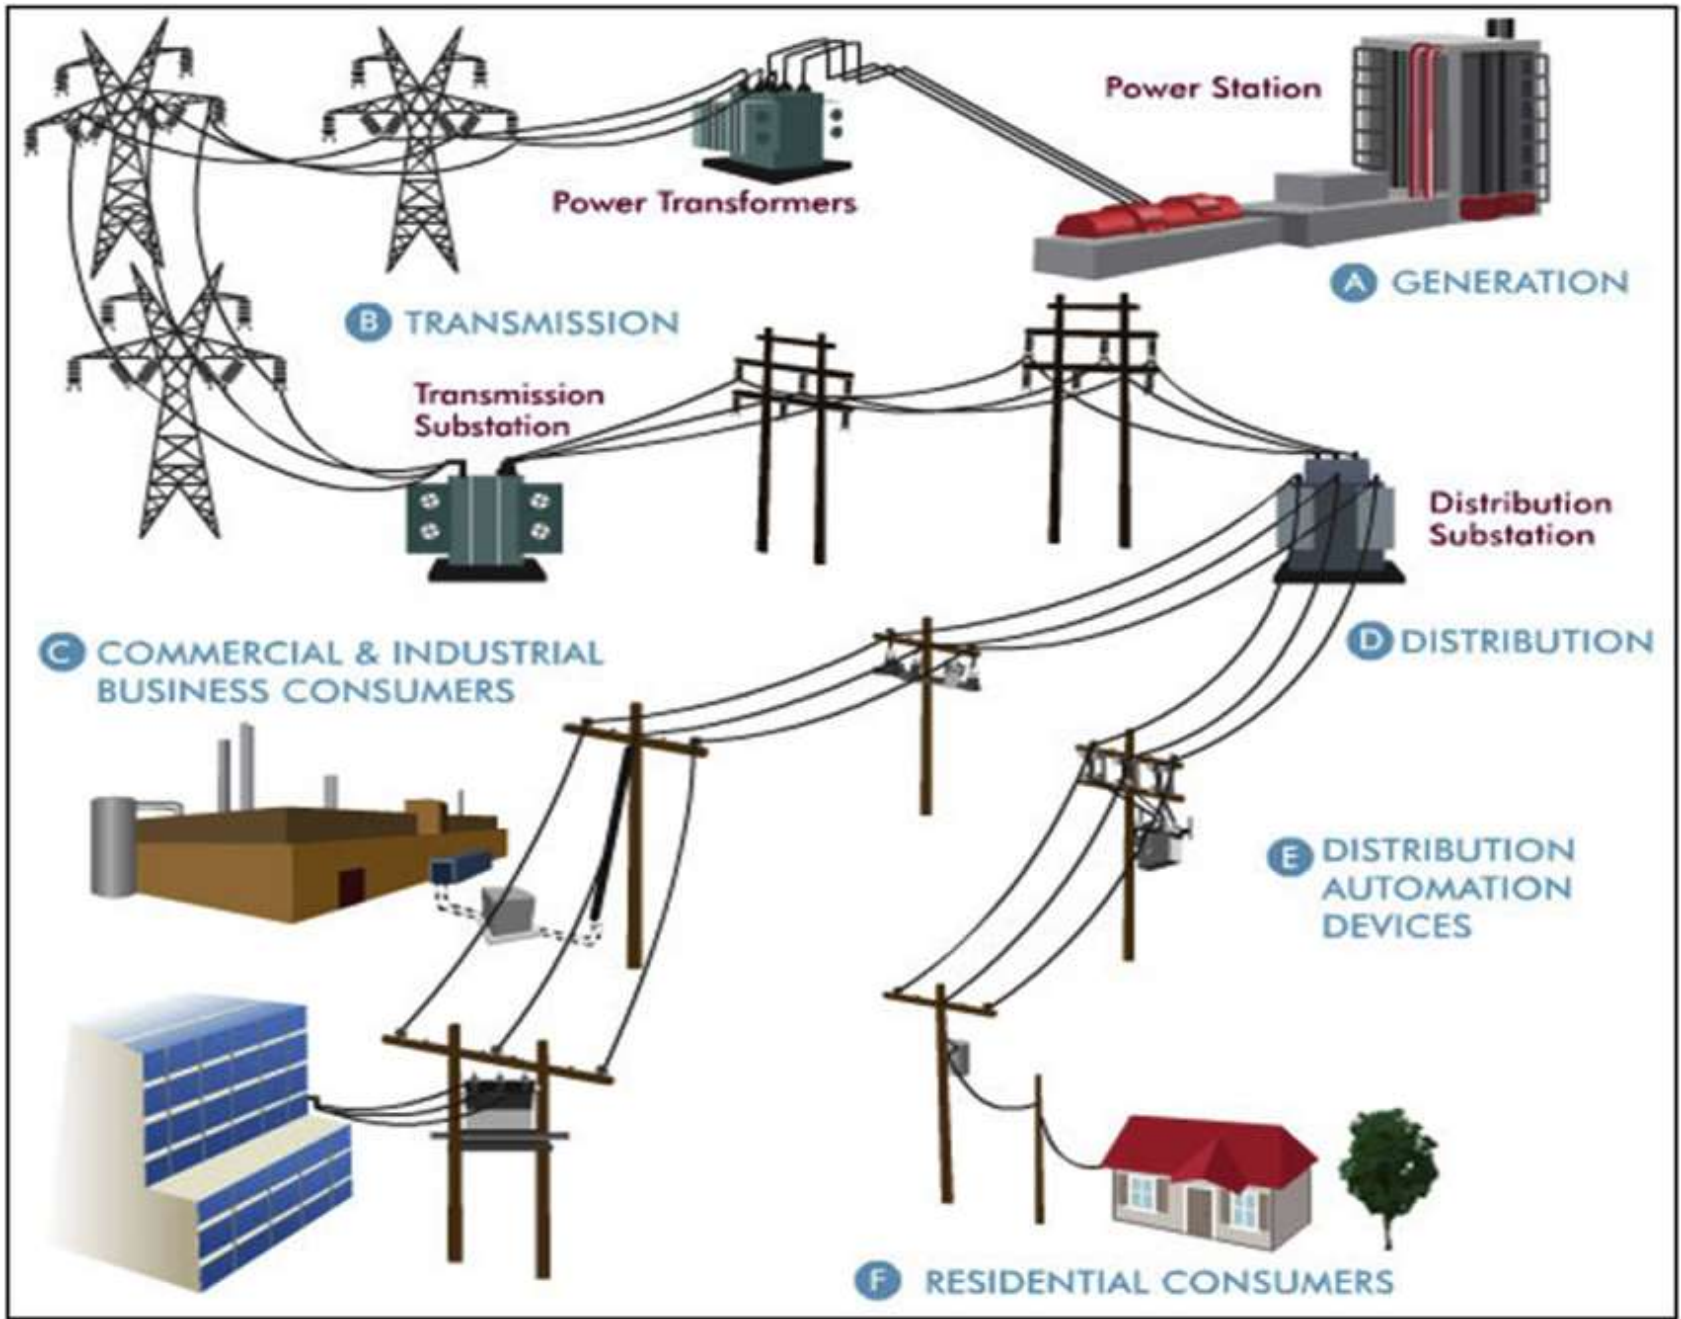 Power Station
Power Transformers
A GENERATION
B TRANSMISSION
Transmission
Substation
Distribution
Substation
C COMMERCIAL & INDUSTRIAL
BUSINESS CONSUMERS
D DISTRIBUTION
E DISTRIBUTION
AUTOMATION
DEVICES
F RESIDENTIAL CONSUMERS